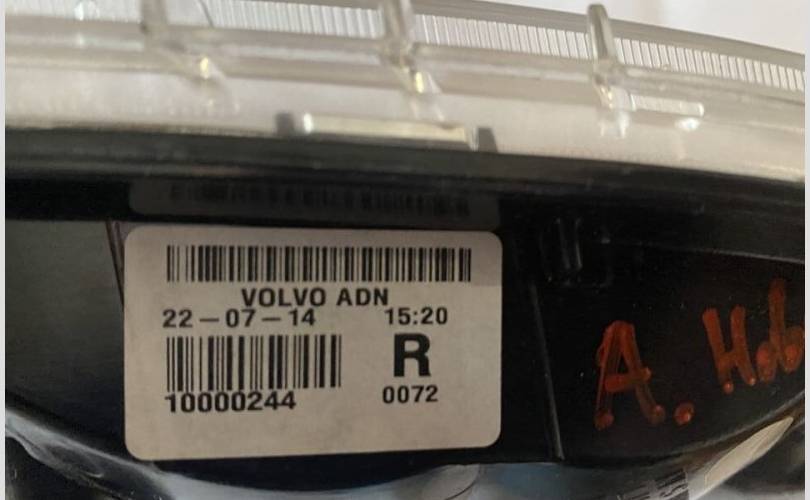 VOLVO ADN
22-07-14 15:20
R
10000244 0072
A.